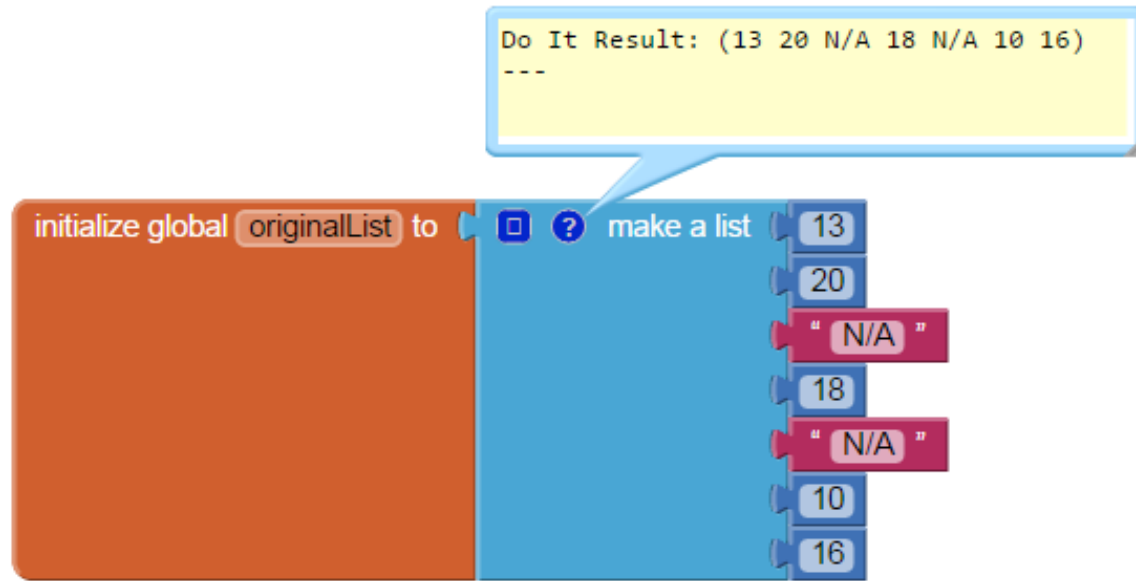 Do It Result: (13 20 N/A 18 N/A 10 16)
---
initialize global originalList to ? make a list 13
20
“ N/A ”
18
“ N/A ”
10
16